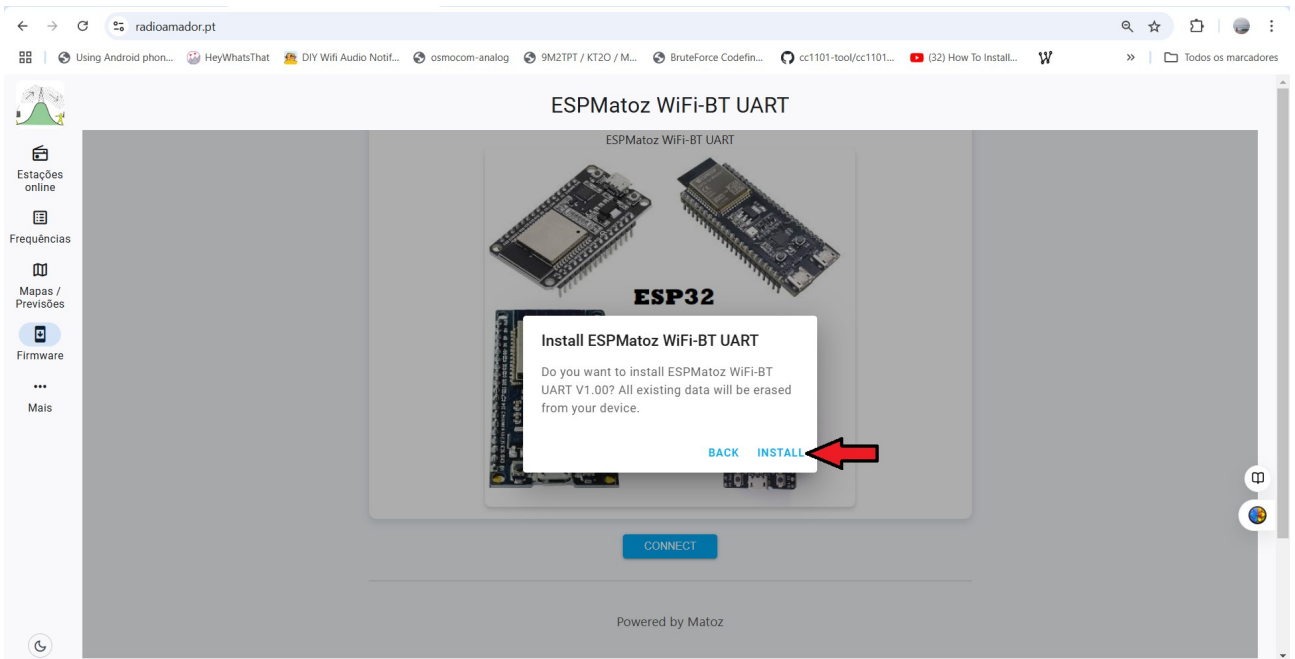 radioamador.pt
Using Android phon...
HeyWhatsThat
DIY Wifi Audio Notif...
osmocom-analog
9M2TPT / KT2O / M...
BruteForce Codefin...
cc1101-tool/cc1101...
(32) How To Install...
W
»
Todos os marcadores
ESPMatoz WiFi-BT UART
Estações
online
Frequências
Mapas /
Previsões
Firmware
Mais
ESPMatoz WiFi-BT UART
ESP32
Install ESPMatoz WiFi-BT UART
Do you want to install ESPMatoz WiFi-BT
UART V1.00? All existing data will be erased
from your device.
BACK INSTALL
CONNECT
Powered by Matoz